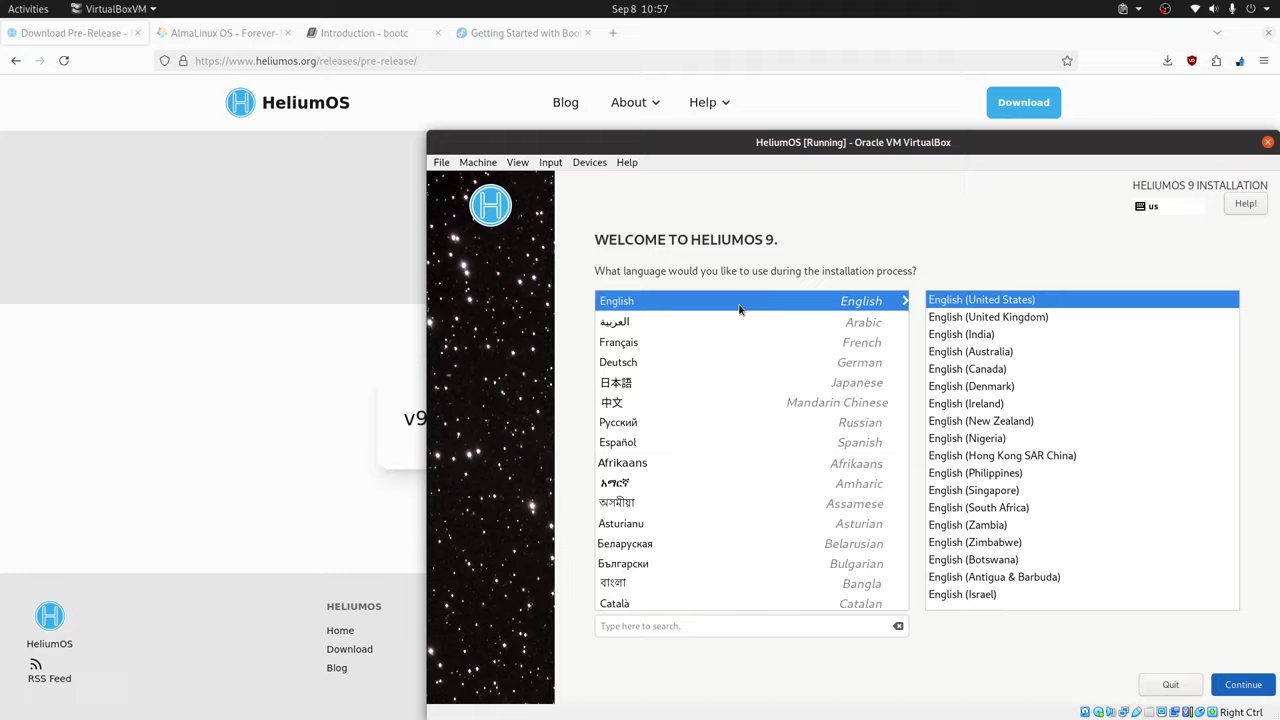 Activities VirtualBoxVM Sep 8 10:57
Download Pre-Release - AlmaLinux OS - Forever- Introduction - bootc Getting Started with Boot
https://www.heliumos.org/releases/pre-release/
HeliumOS Blog About Help Download
HeliumOS [Running] - Oracle VM VirtualBox
File Machine View Input Devices Help
HELIUMOS 9 INSTALLATION
us Help!
WELCOME TO HELIUMOS 9.
What language would you like to use during the installation process?
English English
العربية Arabic
Français French
Deutsch German
日本語 Japanese
中文 Mandarin Chinese
Русский Russian
Español Spanish
Afrikaans Afrikaans
አማርኛ Amharic
অসমীয়া Assamese
Asturianu Asturian
Беларуская Belarusian
Български Bulgarian
বাংলা Bangla
Català Catalan
English (United States)
English (United Kingdom)
English (India)
English (Australia)
English (Canada)
English (Denmark)
English (Ireland)
English (New Zealand)
English (Nigeria)
English (Hong Kong SAR China)
English (Philippines)
English (Singapore)
English (South Africa)
English (Zambia)
English (Zimbabwe)
English (Botswana)
English (Antigua & Barbuda)
English (Israel)
Type here to search.
Quit Continue
Right Ctrl
v9
HeliumOS
RSS Feed
HELIUMOS
Home
Download
Blog